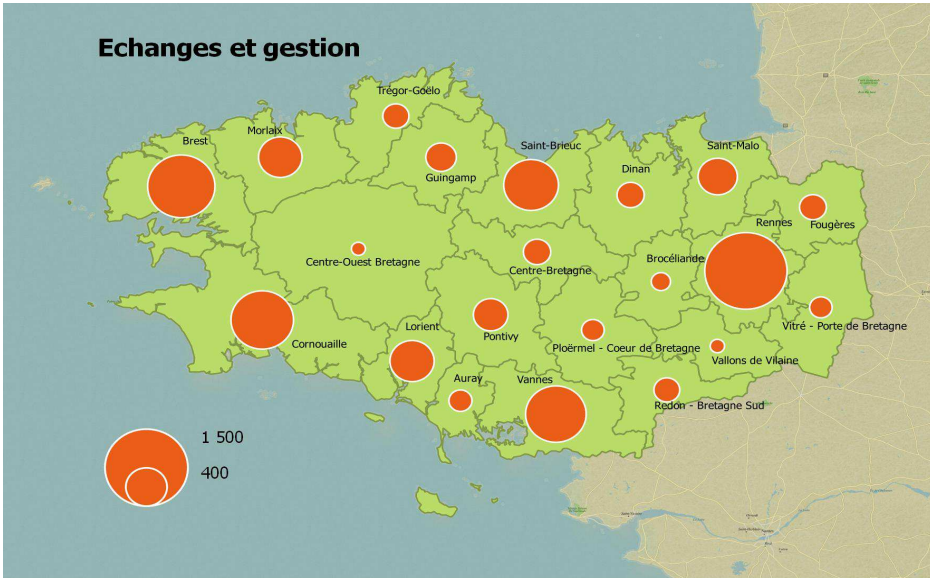 Echanges et gestion
Trégor-Goëlo
Morlaix
Brest
Saint-Brieuc
Saint-Malo
Guingamp
Dinan
Rennes
Fougères
Centre-Ouest Bretagne
Centre-Bretagne
Brocéliande
Lorient
Cornouaille
Pontivy
Vitré - Porte de Bretagne
Ploërmel - Coeur de Bretagne
Vallons de Vilaine
Auray
Vannes
Redon - Bretagne Sud
1 500
400